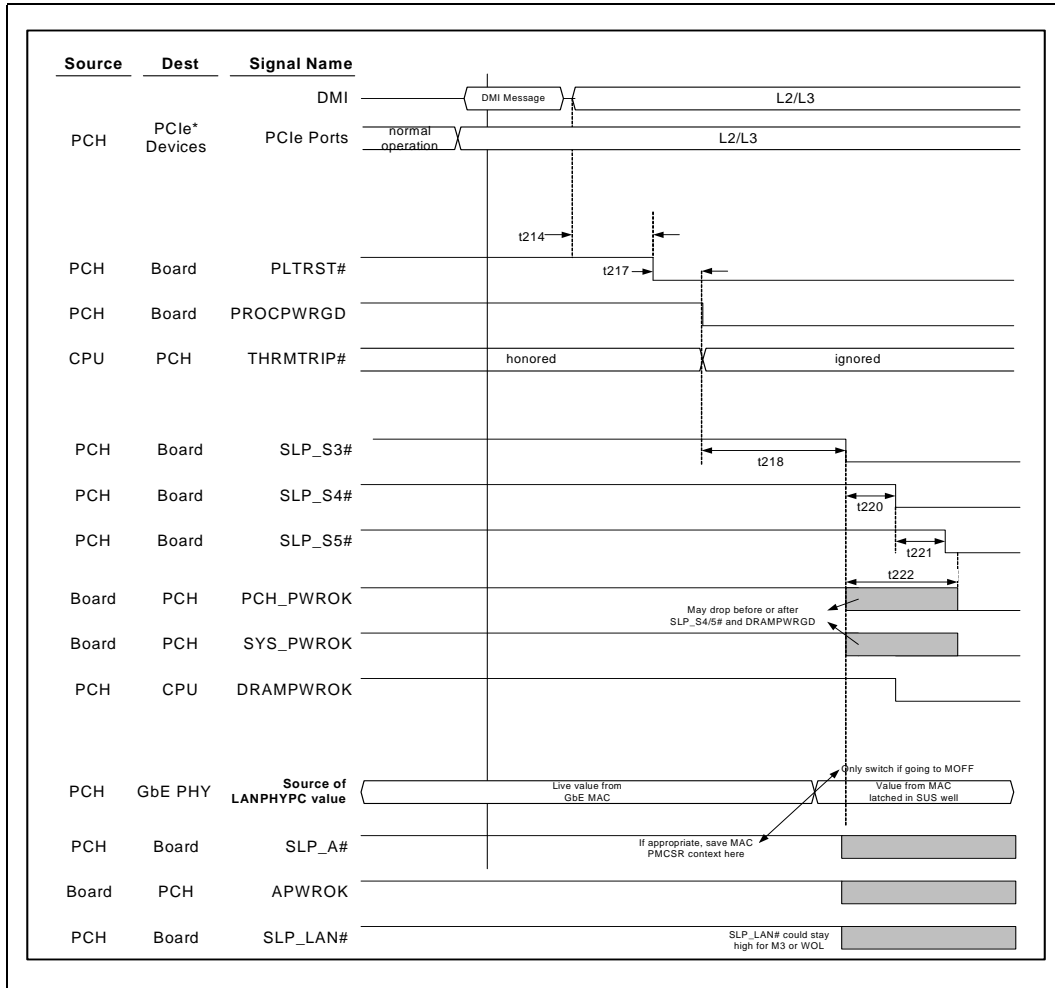 Source Dest Signal Name
DMI DMI Message L2/L3
PCH PCIe* Devices PCIe Ports normal operation L2/L3
t214
PCH Board PLTRST# t217
PCH Board PROCPWRGD
CPU PCH THRMTRIP# honored ignored
PCH Board SLP_S3# t218
PCH Board SLP_S4# t220
PCH Board SLP_S5# t221
t222
Board PCH PCH_PWROK
May drop before or after
SLP_S4/5# and DRAMPWRGD
Board PCH SYS_PWROK
PCH CPU DRAMPWROK
Only switch if going to MOFF
PCH GbE PHY Source of LANPHYPC value Live value from GbE MAC Value from MAC latched in SUS well
PCH Board SLP_A# If appropriate, save MAC PMCSR context here
Board PCH APWROK
PCH Board SLP_LAN# SLP_LAN# could stay high for M3 or WOL